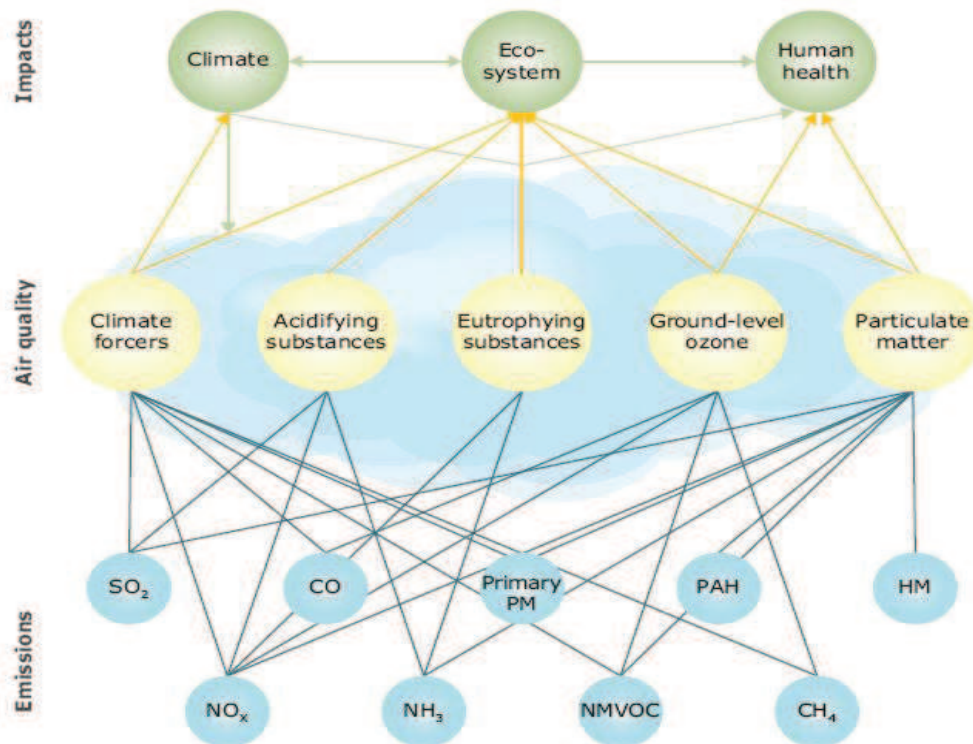 Impacts
Climate
Eco-
system
Human
health
Air quality
Climate
forcers
Acidifying
substances
Eutrophying
substances
Ground-level
ozone
Particulate
matter
Emissions
SO₂
CO
Primary
PM
PAH
HM
NOₓ
NH₃
NMVOC
CH₄